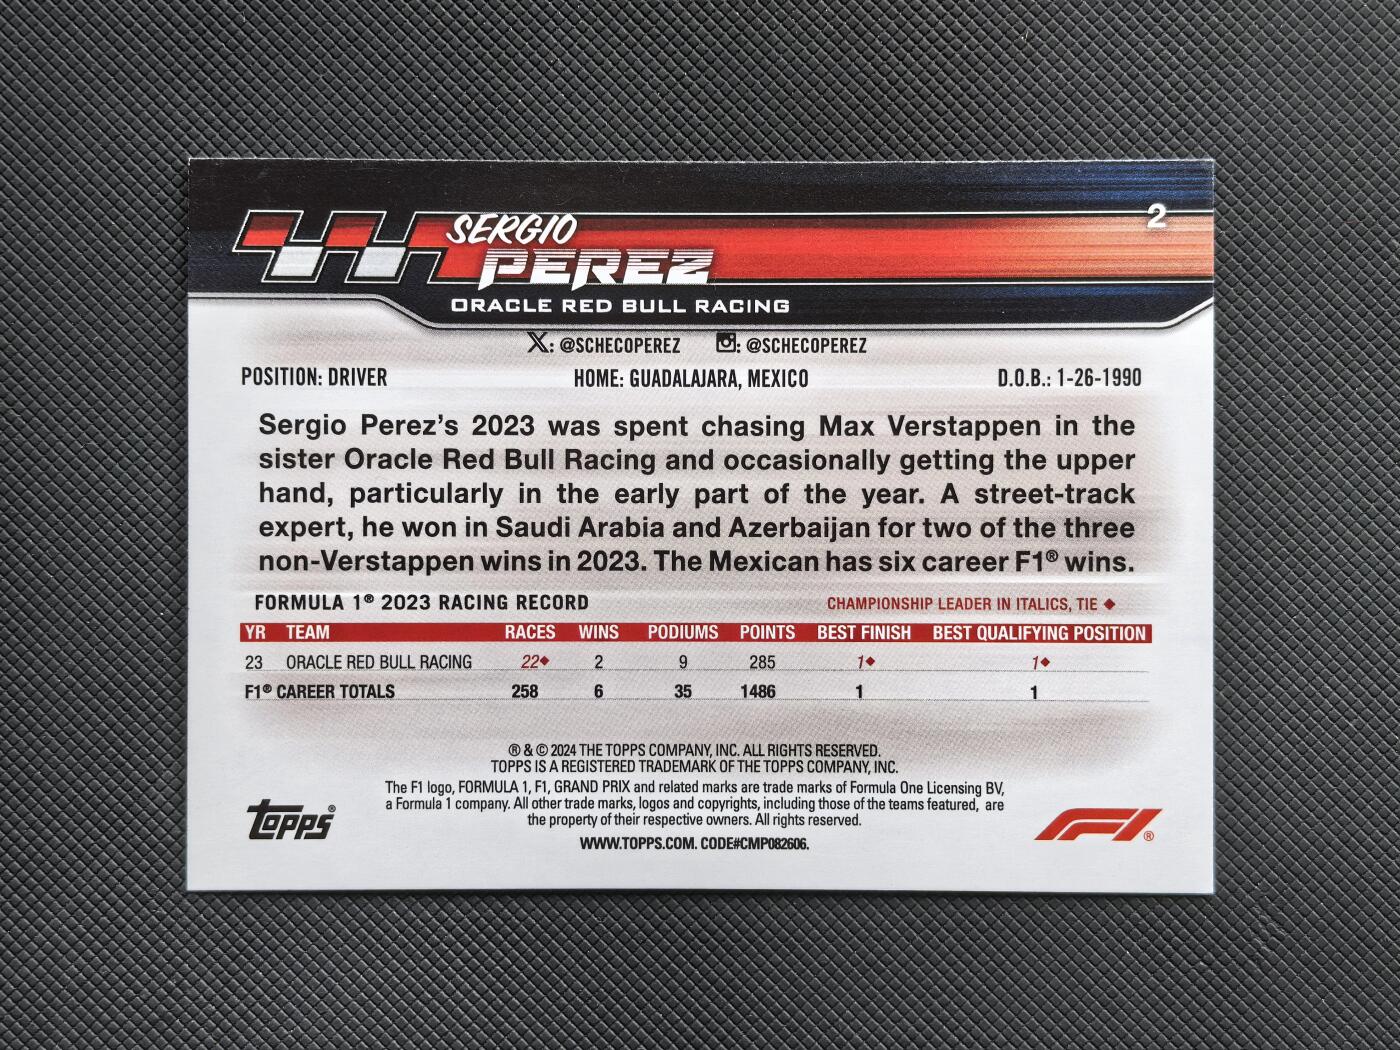 2
SERGIO
PEREZ
ORACLE RED BULL RACING
X: @SCHECOPEREZ : @SCHECOPEREZ
POSITION: DRIVER HOME: GUADALAJARA, MEXICO D.O.B.: 1-26-1990
Sergio Perez's 2023 was spent chasing Max Verstappen in the
sister Oracle Red Bull Racing and occasionally getting the upper
hand, particularly in the early part of the year. A street-track
expert, he won in Saudi Arabia and Azerbaijan for two of the three
non-Verstappen wins in 2023. The Mexican has six career F1® wins.
FORMULA 1® 2023 RACING RECORD CHAMPIONSHIP LEADER IN ITALICS, TIE ◆
YR TEAM RACES WINS PODIUMS POINTS BEST FINISH BEST QUALIFYING POSITION
23 ORACLE RED BULL RACING 22◆ 2 9 285 1◆ 1◆
F1® CAREER TOTALS 258 6 35 1486 1 1
® & © 2024 THE TOPPS COMPANY, INC. ALL RIGHTS RESERVED.
TOPPS IS A REGISTERED TRADEMARK OF THE TOPPS COMPANY, INC.
The F1 logo, FORMULA 1, F1, GRAND PRIX and related marks are trade marks of Formula One Licensing BV,
a Formula 1 company. All other trade marks, logos and copyrights, including those of the teams featured, are
the property of their respective owners. All rights reserved.
WWW.TOPPS.COM. CODE#CMP082606.
Topps®
F1®